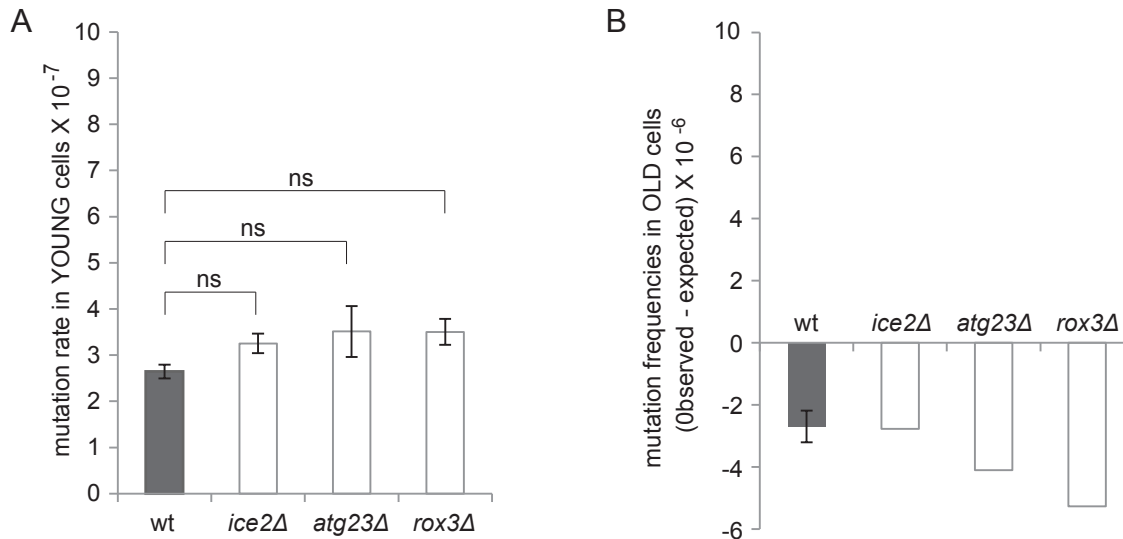 A
mutation rate in YOUNG cells X 10 -7
10
9
8
7
6
5
4
3
2
1
0
ns
ns
ns
wt ice2Δ atg23Δ rox3Δ
B
mutation frequencies in OLD cells
(0bserved - expected) X 10 -6
10
8
6
4
2
0
-2
-4
-6
wt ice2Δ atg23Δ rox3Δ